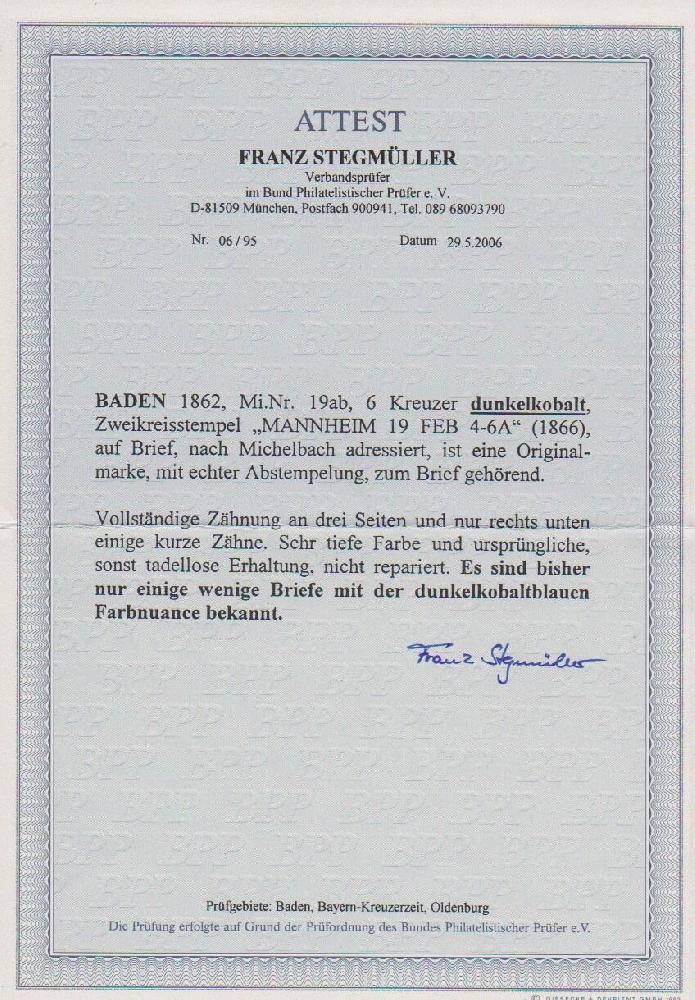 ATTEST
FRANZ STEGMÜLLER
Verbandsprüfer
im Bund Philatelistischer Prüfer e. V.
D-81509 München, Postfach 900941, Tel. 089 68093790
Nr. 06/95 Datum 29.5.2006
BADEN 1862, Mi.Nr. 19ab, 6 Kreuzer dunkelkobalt,
Zweikreisstempel „MANNHEIM 19 FEB 4-6A“ (1866),
auf Brief, nach Michelbach adressiert, ist eine Original-
marke, mit echter Abstempelung, zum Brief gehörend.
Vollständige Zähnung an drei Seiten und nur rechts unten
einige kurze Zähne. Sehr tiefe Farbe und ursprüngliche,
sonst tadellose Erhaltung, nicht repariert. Es sind bisher
nur einige wenige Briefe mit der dunkelkobaltblauen
Farbnuance bekannt.
Franz Stegmüller
Prüfgebiete: Baden, Bayern-Kreuzerzeit, Oldenburg
Die Prüfung erfolgte auf Grund der Prüfordnung des Bundes Philatelistischer Prüfer e.V.
© GIESECKE & DEVRIENT GMBH